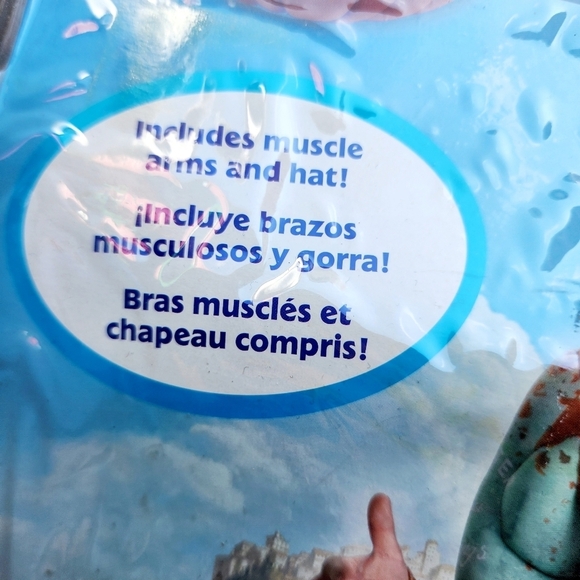 Includes muscle
arms and hat!
¡Incluye brazos
musculosos y gorra!
Bras musclés et
chapeau compris!